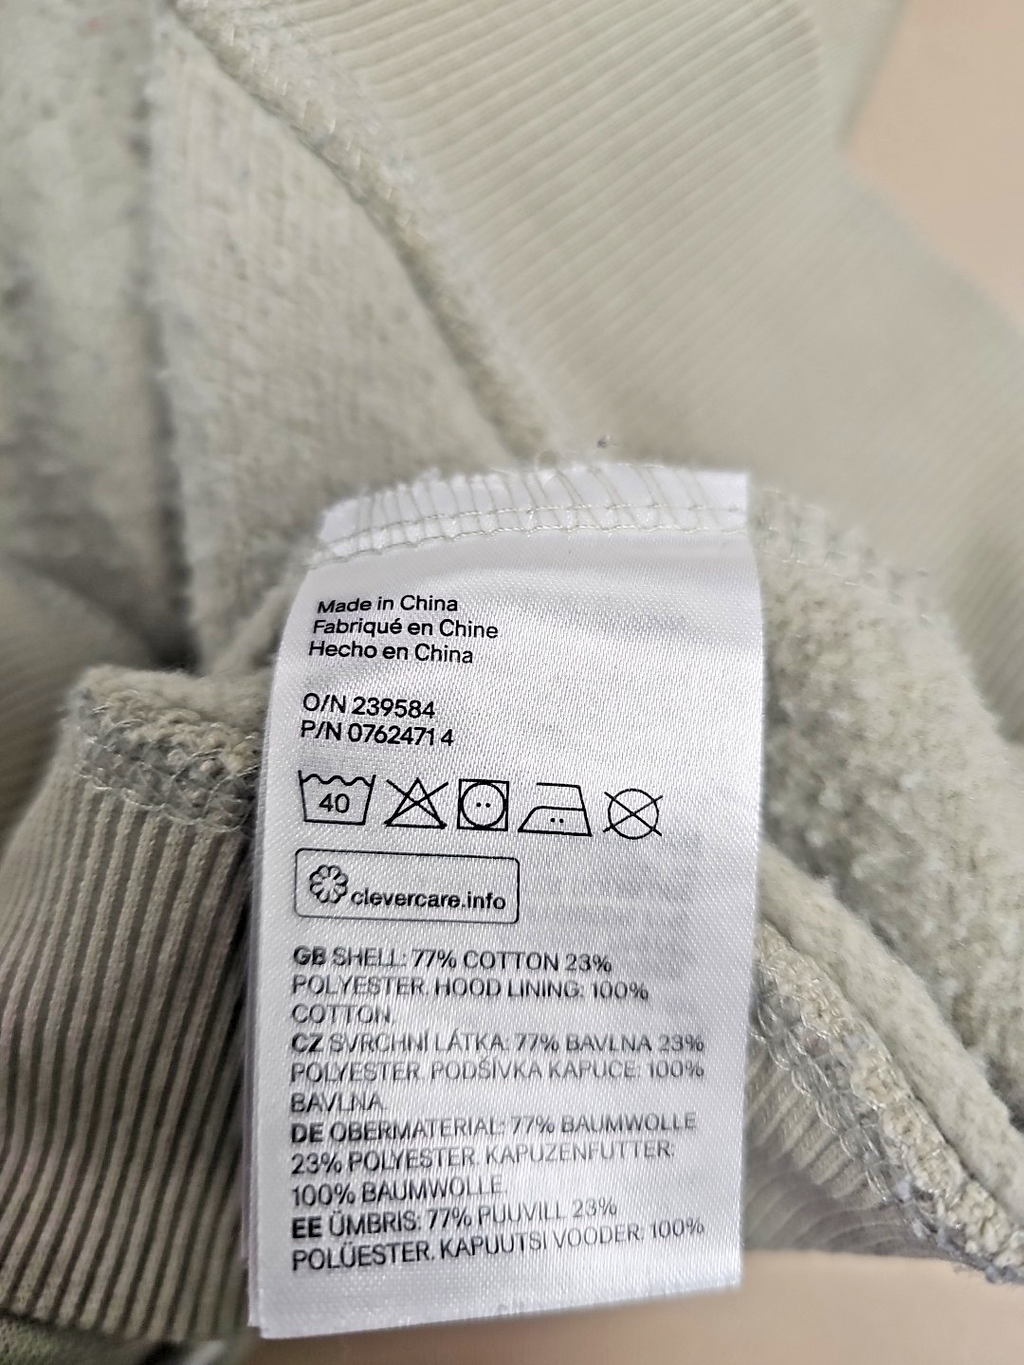 Made in China
Fabriqué en Chine
Hecho en China
O/N 239584
P/N 07624714
40
clevercare.info
GB SHELL: 77% COTTON 23%
POLYESTER. HOOD LINING: 100%
COTTON.
CZ SVRCHNÍ LÁTKA: 77% BAVLNA 23%
POLYESTER. PODŠÍVKA KAPUCE: 100%
BAVLNA.
DE OBERMATERIAL: 77% BAUMWOLLE
23% POLYESTER. KAPUZENFUTTER:
100% BAUMWOLLE.
EE ÜMBRIS: 77% PUUVILL 23%
POLÜESTER. KAPUUTSI VOODER: 100%